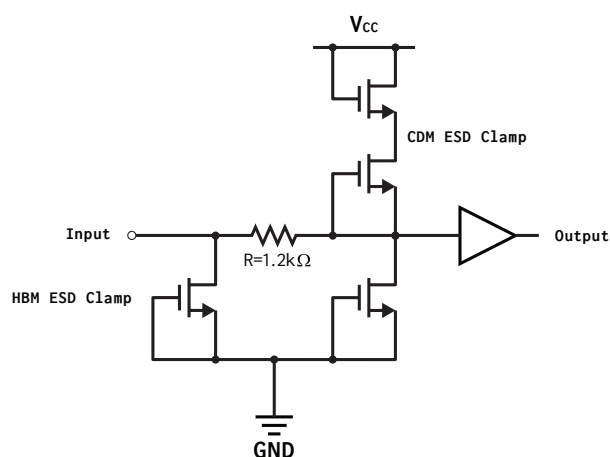 Vcc
CDM ESD Clamp
Input
R=1.2kΩ
Output
HBM ESD Clamp
GND